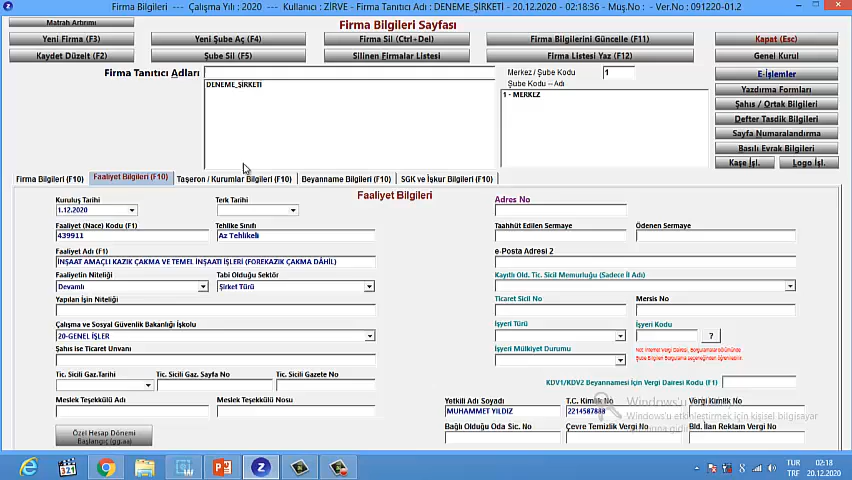 Firma Bilgileri - Çalışma Yılı : 2020 - Kullanıcı : ZİRVE - Firma Tanıtıcı Adı : DENEME_ŞİRKETİ - 20.12.2020 - 02:18:36 - Müş.No : - Ver.No : 091220-01.2
Matrah Artırımı
Firma Bilgileri Sayfası
Yeni Firma (F3)
Yeni Şube Aç (F4)
Firma Sil (Ctrl+Del)
Firma Bilgilerini Güncelle (F11)
Kapat (Esc)
Kaydet Düzelt (F2)
Şube Sil (F5)
Silinen Firmalar Listesi
Firma Listesi Yaz (F12)
Genel Kurul
Firma Tanıtıcı Adları
Merkez / Şube Kodu
1
E-İşlemler
DENEME_ŞİRKETİ
Şube Kodu -- Adı
1 - MERKEZ
Yazdırma Formları
Şahıs / Ortak Bilgileri
Defter Tasdik Bilgileri
Sayfa Numaralandırma
Basılı Evrak Bilgileri
Kaşe İşl.
Logo İşl.
Firma Bilgileri (F10)
Faaliyet Bilgileri (F10)
Taşeron / Kurumlar Bilgileri (F10)
Beyanname Bilgileri (F10)
SGK ve İşkur Bilgileri (F10)
Faaliyet Bilgileri
Kuruluş Tarihi
Terk Tarihi
Adres No
1.12.2020
Faaliyet (Nace) Kodu (F1)
Tehlike Sınıfı
Taahhüt Edilen Sermaye
Ödenen Sermaye
439911
Az Tehlikeli
Faaliyet Adı (F1)
e-Posta Adresi 2
İNŞAAT AMAÇLI KAZIK ÇAKMA VE TEMEL İNŞAATI İŞLERİ (FOREKAZIK ÇAKMA DÂHİL)
Faaliyetin Niteliği
Tabi Olduğu Sektör
Kayıtlı Old. Tic. Sicil Memurluğu (Sadece İl Adı)
Devamlı
Şirket Türü
Yapılan İşin Niteliği
Ticaret Sicil No
Mersis No
Çalışma ve Sosyal Güvenlik Bakanlığı İşkolu
İşyeri Türü
İşyeri Kodu
20-GENEL İŞLER
?
Şahıs ise Ticaret Unvanı
İşyeri Mülkiyet Durumu
Tic. Sicili Gaz.Tarihi
Tic. Sicili Gaz. Sayfa No
Tic. Sicili Gazete No
KDV1/KDV2 Beyannamesi İçin Vergi Dairesi Kodu (F1)
Meslek Teşekkülü Adı
Meslek Teşekkülü Nosu
Yetkili Adı Soyadı
T.C. Kimlik No
Vergi Kimlik No
MUHAMMET YILDIZ
2214587888
Bağlı Olduğu Oda Sic. No
Çevre Temizlik Vergi No
Bld. İlan Reklam Vergi No
Özel Hesap Dönemi
Başlangıç (gg.aa)
321
TUR
02:18
TRF
20.12.2020